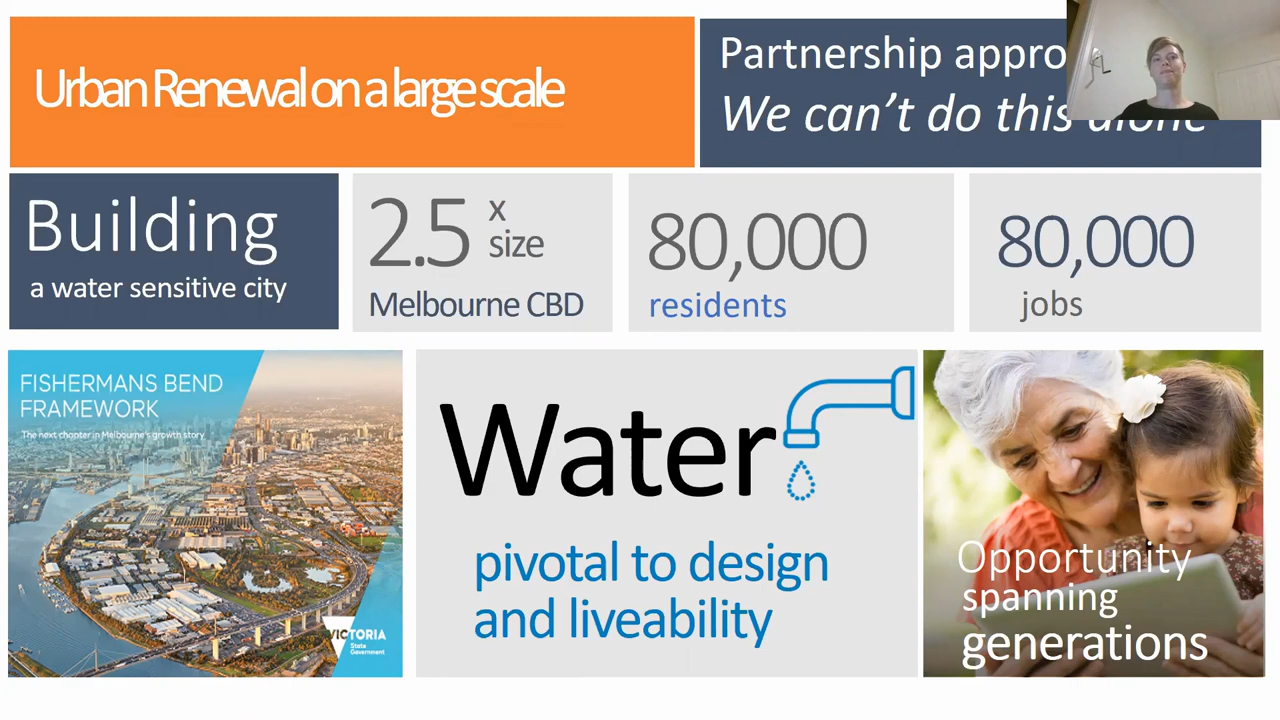 Urban Renewal on a large scale
Partnership appro
We can't do this alone
Building
a water sensitive city
2.5 x
size
Melbourne CBD
80,000
residents
80,000
jobs
FISHERMANS BEND
FRAMEWORK
The next chapter in Melbourne's growth story
VICTORIA
State
Government
Water
pivotal to design
and liveability
Opportunity
spanning
generations